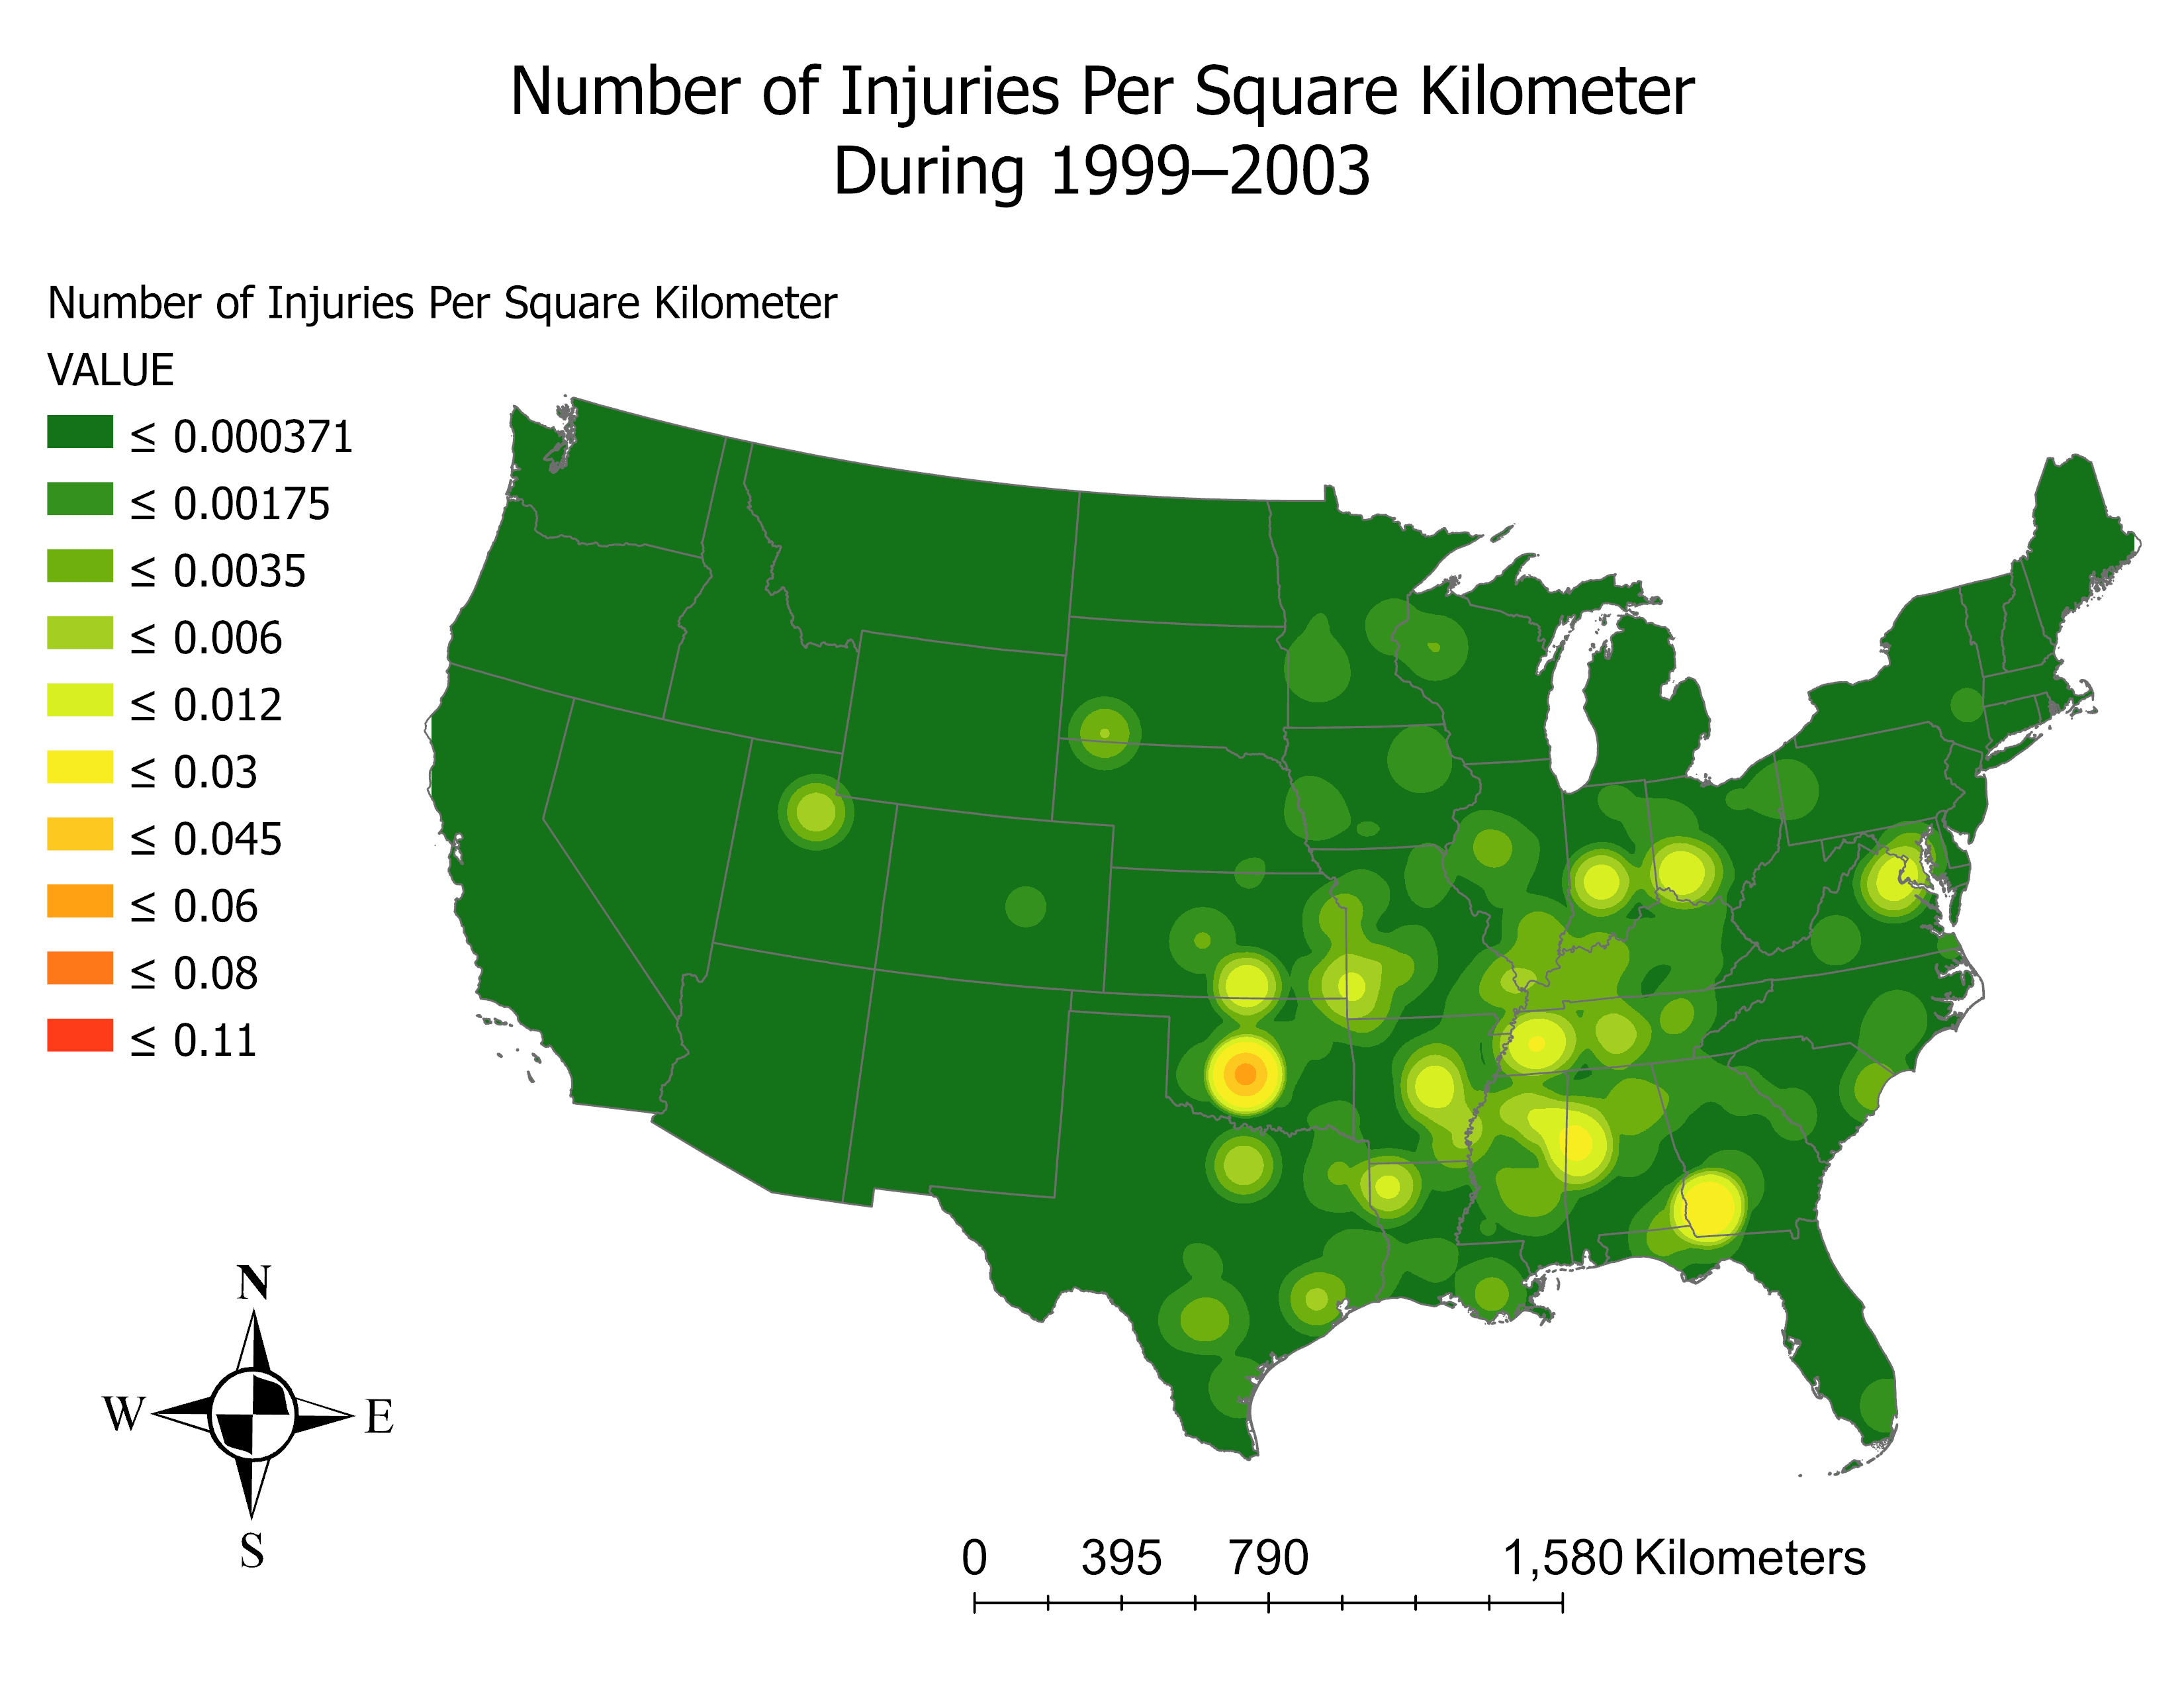 Number of Injuries Per Square Kilometer
During 1999–2003
Number of Injuries Per Square Kilometer
VALUE
≤ 0.000371
≤ 0.00175
≤ 0.0035
≤ 0.006
≤ 0.012
≤ 0.03
≤ 0.045
≤ 0.06
≤ 0.08
≤ 0.11
N
W E
S
0 395 790 1,580 Kilometers